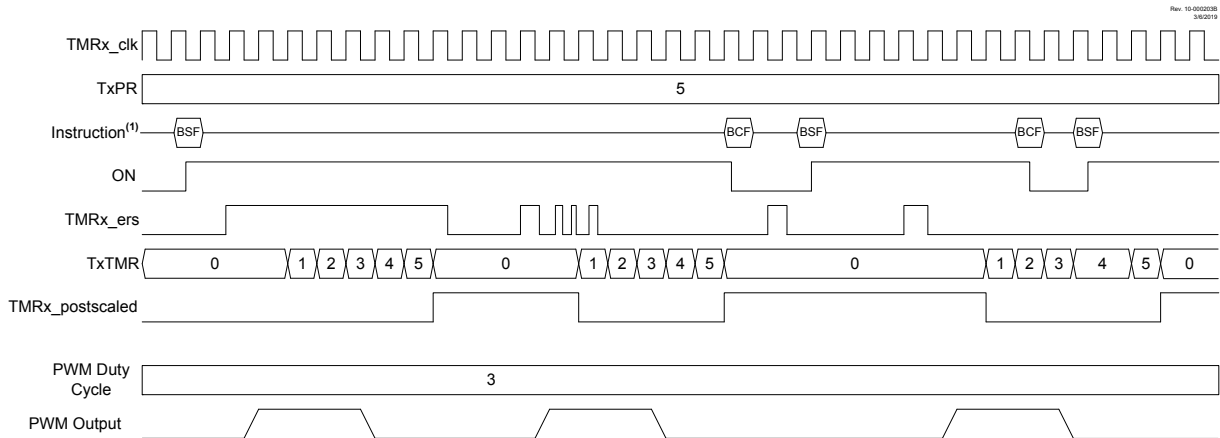 Rev. 10-000203B
3/6/2019
TMRx_clk
TxPR 5
Instruction(1) BSF BCF BSF BCF BSF
ON
TMRx_ers
TxTMR 0 1 2 3 4 5 0 1 2 3 4 5 0 1 2 3 4 5 0
TMRx_postscaled
PWM Duty
Cycle 3
PWM Output